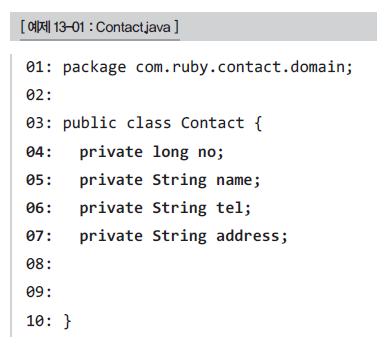 [ 예제 13-01 : Contact.java ]
01: package com.ruby.contact.domain;
02:
03: public class Contact {
04:   private long no;
05:   private String name;
06:   private String tel;
07:   private String address;
08:
09:
10: }